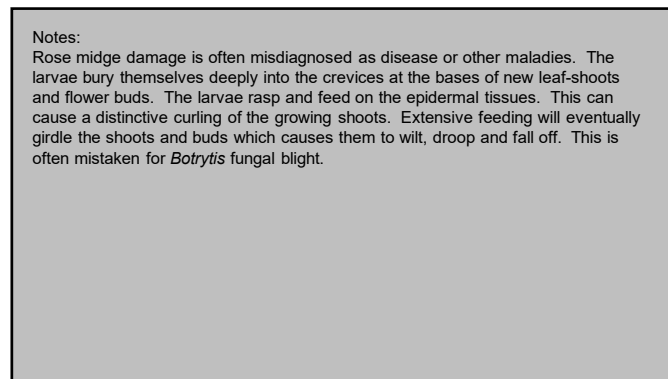 Notes:
Rose midge damage is often misdiagnosed as disease or other maladies.  The
larvae bury themselves deeply into the crevices at the bases of new leaf-shoots
and flower buds.  The larvae rasp and feed on the epidermal tissues.  This can
cause a distinctive curling of the growing shoots.  Extensive feeding will eventually
girdle the shoots and buds which causes them to wilt, droop and fall off.  This is
often mistaken for Botrytis fungal blight.